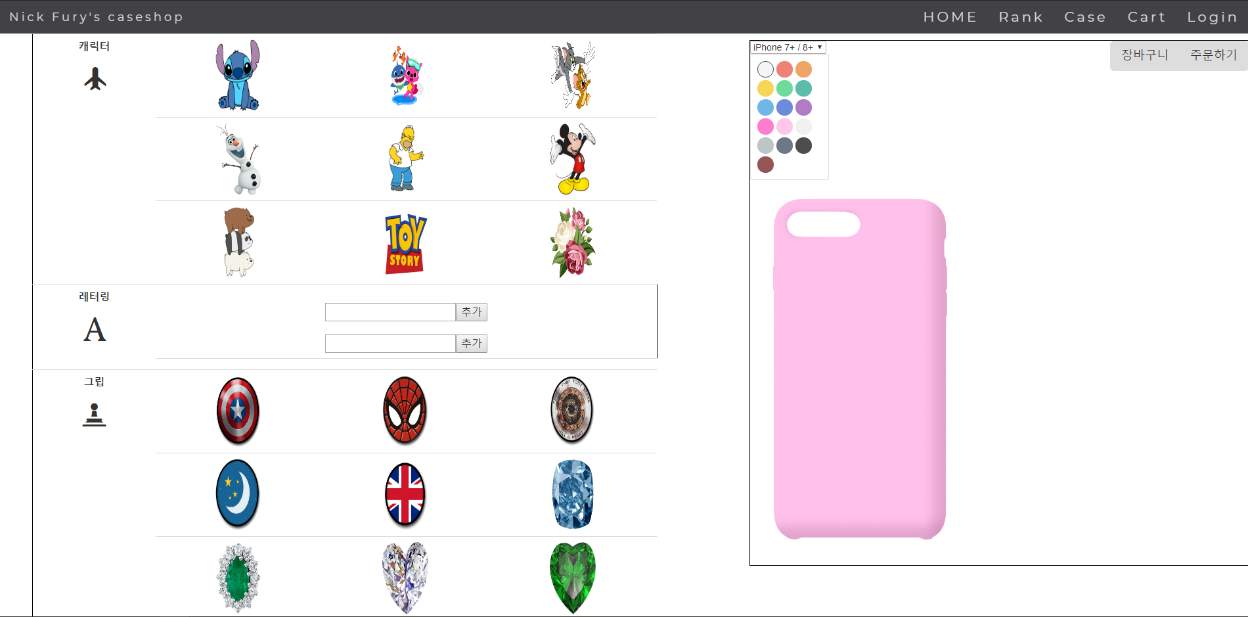 Nick Fury's caseshop
HOME Rank Case Cart Login
캐릭터
TOY
STORY
레터링
A
추가
추가
그립
iPhone 7+ / 8+
장바구니 주문하기